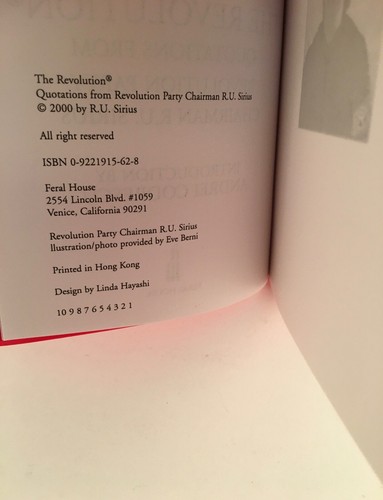 The Revolution®
Quotations from Revolution Party Chairman R.U. Sirius
© 2000 by R.U. Sirius
All right reserved
ISBN 0-9221915-62-8
Feral House
2554 Lincoln Blvd. #1059
Venice, California 90291
Revolution Party Chairman R.U. Sirius
llustration/photo provided by Eve Berni
Printed in Hong Kong
Design by Linda Hayashi
10 9 8 7 6 5 4 3 2 1